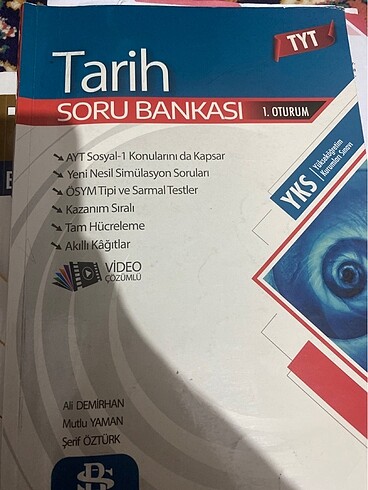 TYT
Tarih
SORU BANKASI
1. OTURUM
AYT Sosyal-1 Konularını da Kapsar
Yeni Nesil Simülasyon Soruları
ÖSYM Tipi ve Sarmal Testler
Kazanım Sıralı
Tam Hücreleme
Akıllı Kâğıtlar
VİDEO
ÇÖZÜMLÜ
YKS
Yükseköğretim
Kurumları Sınavı
Ali DEMİRHAN
Mutlu YAMAN
Şerif ÖZTÜRK